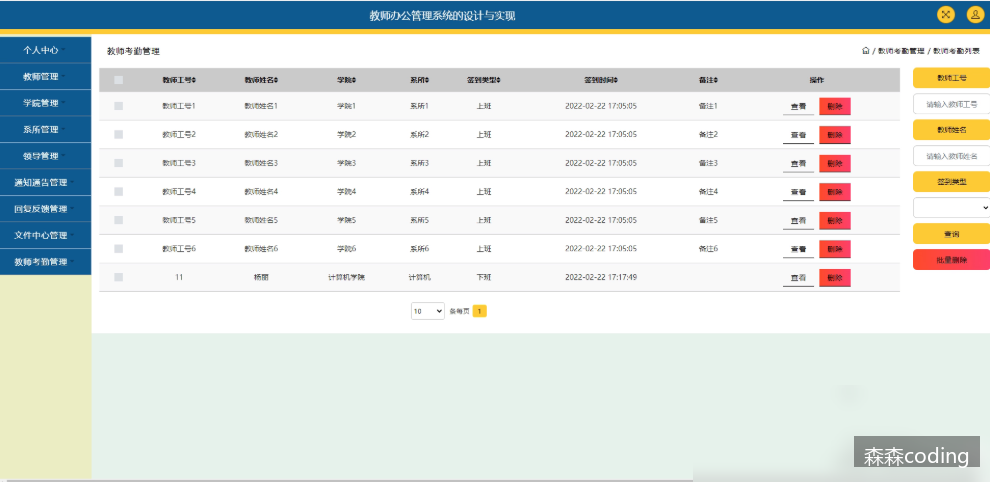 教师办公管理系统的设计与实现
个人中心
教师管理
学院管理
系所管理
领导管理
通知通告管理
回复反馈管理
文件中心管理
教师考勤管理
教师考勤管理
/ 教师考勤管理 / 教师考勤列表
教师工号 教师姓名 学院 系所 签到类型 签到时间 备注 操作
教师工号1 教师姓名1 学院1 系所1 上班 2022-02-22 17:05:05 备注1 查看 删除
教师工号2 教师姓名2 学院2 系所2 上班 2022-02-22 17:05:05 备注2 查看 删除
教师工号3 教师姓名3 学院3 系所3 上班 2022-02-22 17:05:05 备注3 查看 删除
教师工号4 教师姓名4 学院4 系所4 上班 2022-02-22 17:05:05 备注4 查看 删除
教师工号5 教师姓名5 学院5 系所5 上班 2022-02-22 17:05:05 备注5 查看 删除
教师工号6 教师姓名6 学院6 系所6 上班 2022-02-22 17:05:05 备注6 查看 删除
11 杨丽 计算机学院 计算机 下班 2022-02-22 17:17:49 查看 删除
10 条每页 1
教师工号
请输入教师工号
教师姓名
请输入教师姓名
签到类型
查询
批量删除
森森coding